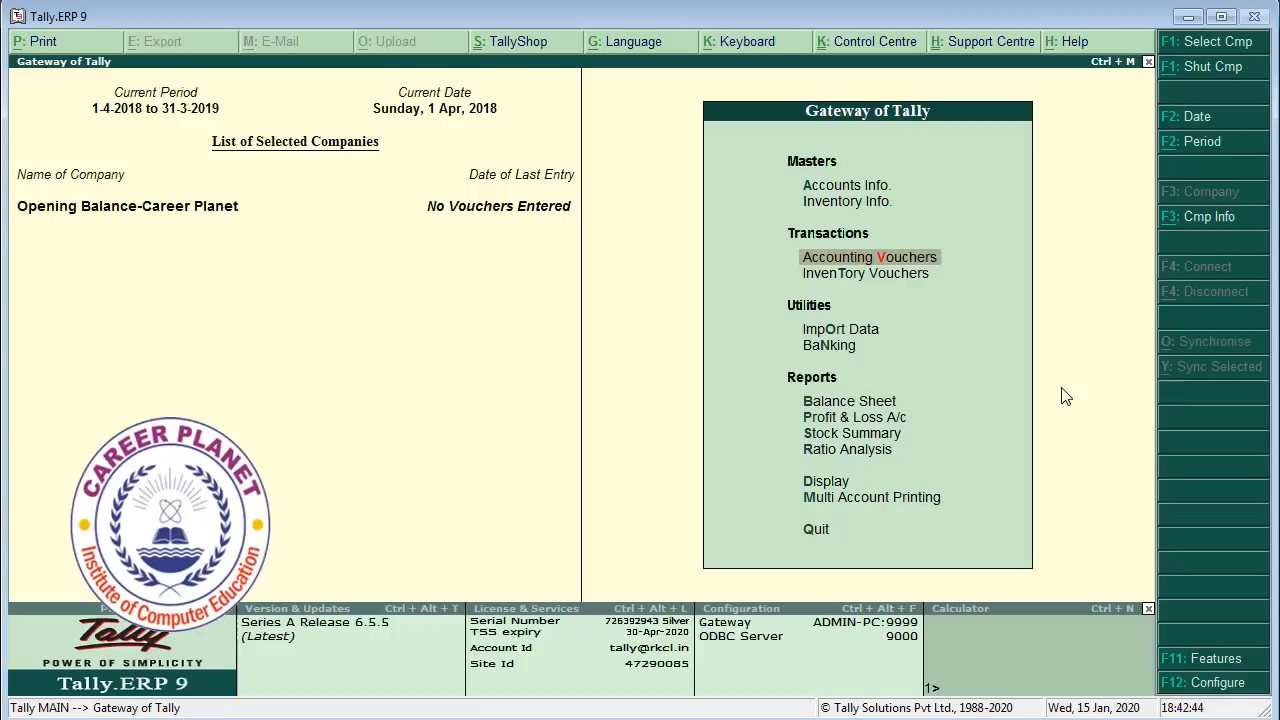 Tally.ERP 9
P: Print E: Export M: E-Mail O: Upload S: TallyShop G: Language K: Keyboard K: Control Centre H: Support Centre H: Help
Gateway of Tally Ctrl + M
Current Period Current Date
1-4-2018 to 31-3-2019 Sunday, 1 Apr, 2018
List of Selected Companies
Name of Company Date of Last Entry
Opening Balance-Career Planet No Vouchers Entered
Gateway of Tally
Masters
Accounts Info.
Inventory Info.
Transactions
Accounting Vouchers
InvenTory Vouchers
Utilities
ImpOrt Data
BaNking
Reports
Balance Sheet
Profit & Loss A/c
Stock Summary
Ratio Analysis
Display
Multi Account Printing
Quit
F1: Select Cmp
F1: Shut Cmp
F2: Date
F2: Period
F3: Company
F3: Cmp Info
F4: Connect
F4: Disconnect
O: Synchronise
Y: Sync Selected
F11: Features
F12: Configure
CAREER PLANET
Institute of Computer Education
Tally
POWER OF SIMPLICITY
Tally.ERP 9
Version & Updates Ctrl + Alt + T
Series A Release 6.5.5
(Latest)
License & Services Ctrl + Alt + L
Serial Number 726392943 Silver
TSS expiry 30-Apr-2020
Account Id tally@rkcl.in
Site Id 47290085
Configuration Ctrl + Alt + F
Gateway ADMIN-PC:9999
ODBC Server 9000
Calculator Ctrl + N
1>
Tally MAIN --> Gateway of Tally © Tally Solutions Pvt Ltd., 1988-2020 Wed, 15 Jan, 2020 18:42:44